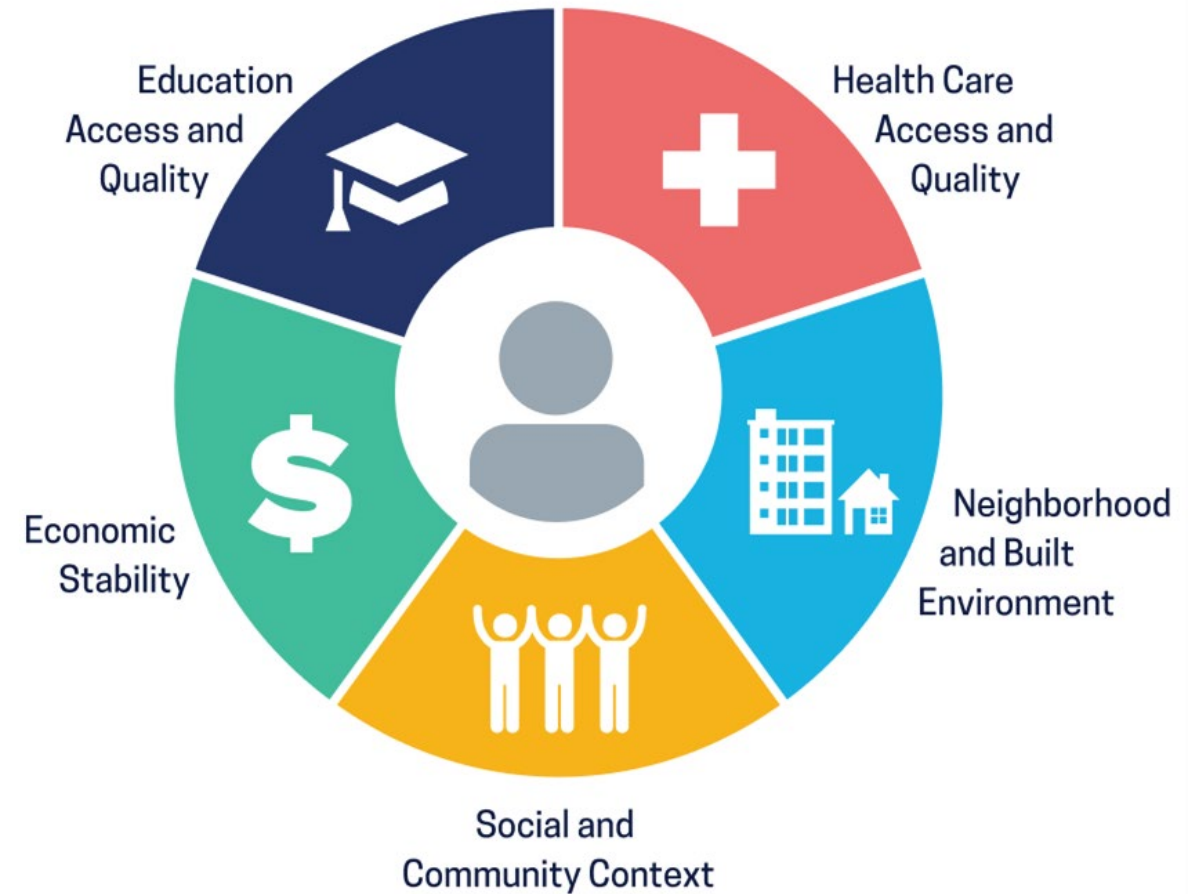 Education
Access and
Quality
Health Care
Access and
Quality
Economic
Stability
Neighborhood
and Built
Environment
Social and
Community Context